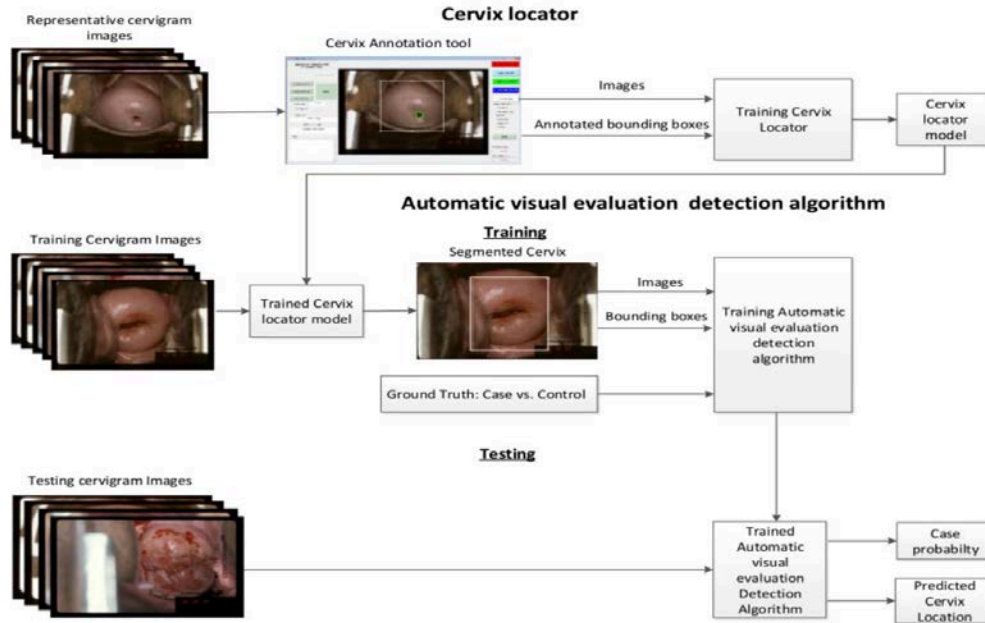 Cervix locator
Representative cervigram
images
Cervix Annotation tool
Images
Annotated bounding boxes
Training Cervix
Locator
Cervix
locator
model
Automatic visual evaluation  detection algorithm
Training
Training Cervigram Images
Segmented Cervix
Trained Cervix
locator model
Images
Bounding boxes
Training Automatic
visual evaluation
detection
algorithm
Ground Truth: Case vs. Control
Testing
Testing cervigram Images
Trained
Automatic
visual
evaluation
Detection
Algorithm
Case
probabilty
Predicted
Cervix
Location